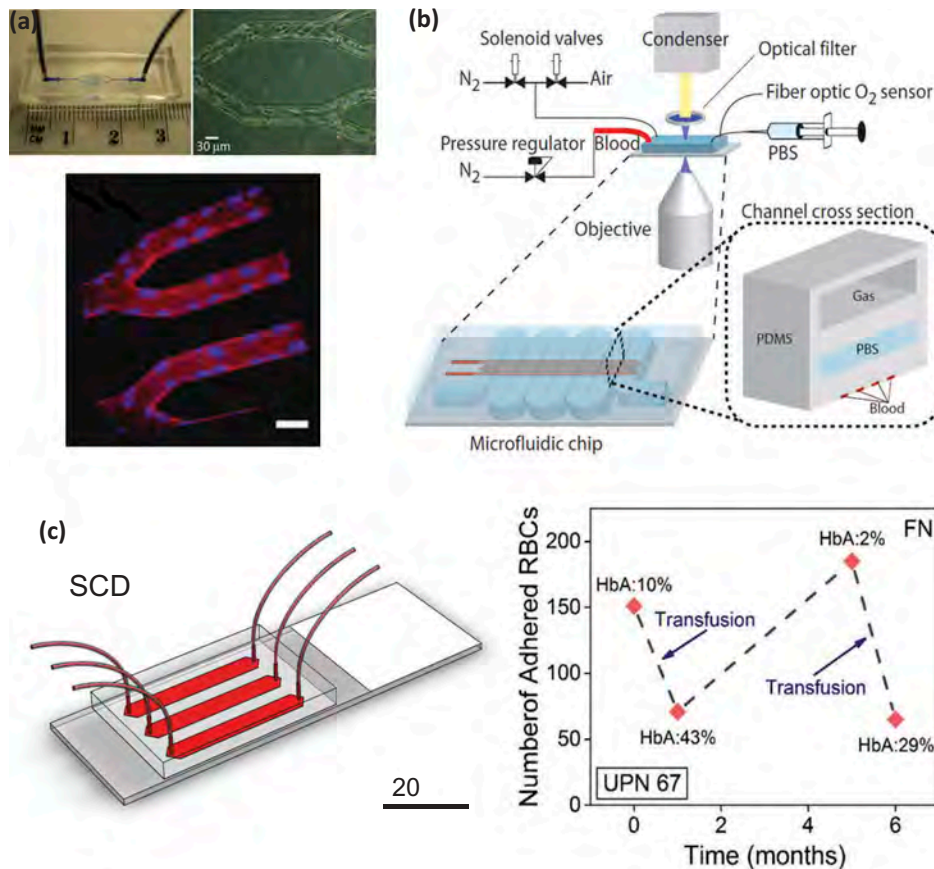 (a)
1 2 3
30 μm
(b)
Solenoid valves
Condenser
Optical filter
N2
Air
Fiber optic O2 sensor
Pressure regulator
Blood
N2
PBS
Objective
Channel cross section
Gas
PDMS
PBS
Blood
Microfluidic chip
(c)
SCD
20
Numberof Adhered RBCs
200
150
100
50
0
FN
HbA:2%
HbA:10%
Transfusion
Transfusion
HbA:43%
HbA:29%
UPN 67
0 2 4 6
Time (months)